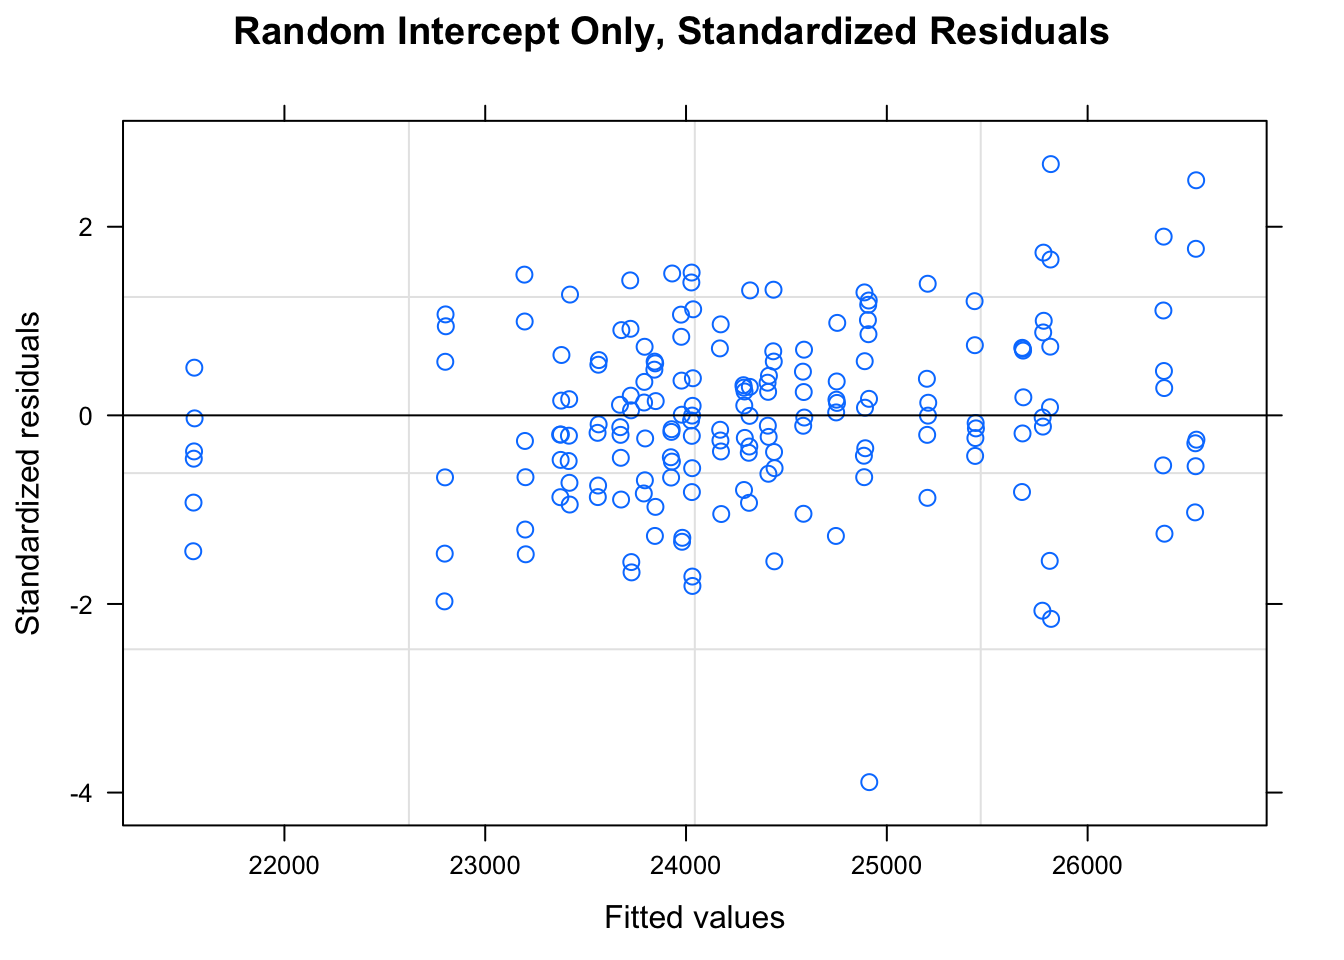 Random Intercept Only, Standardized Residuals
Standardized residuals
2
0
-2
-4
22000 23000 24000 25000 26000
Fitted values